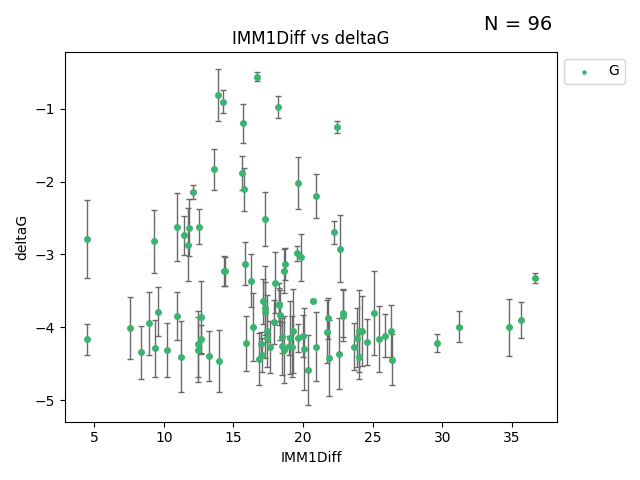 N = 96
IMM1Diff vs deltaG
G
−1
−2
−3
−4
−5
deltaG
5 10 15 20 25 30 35
IMM1Diff